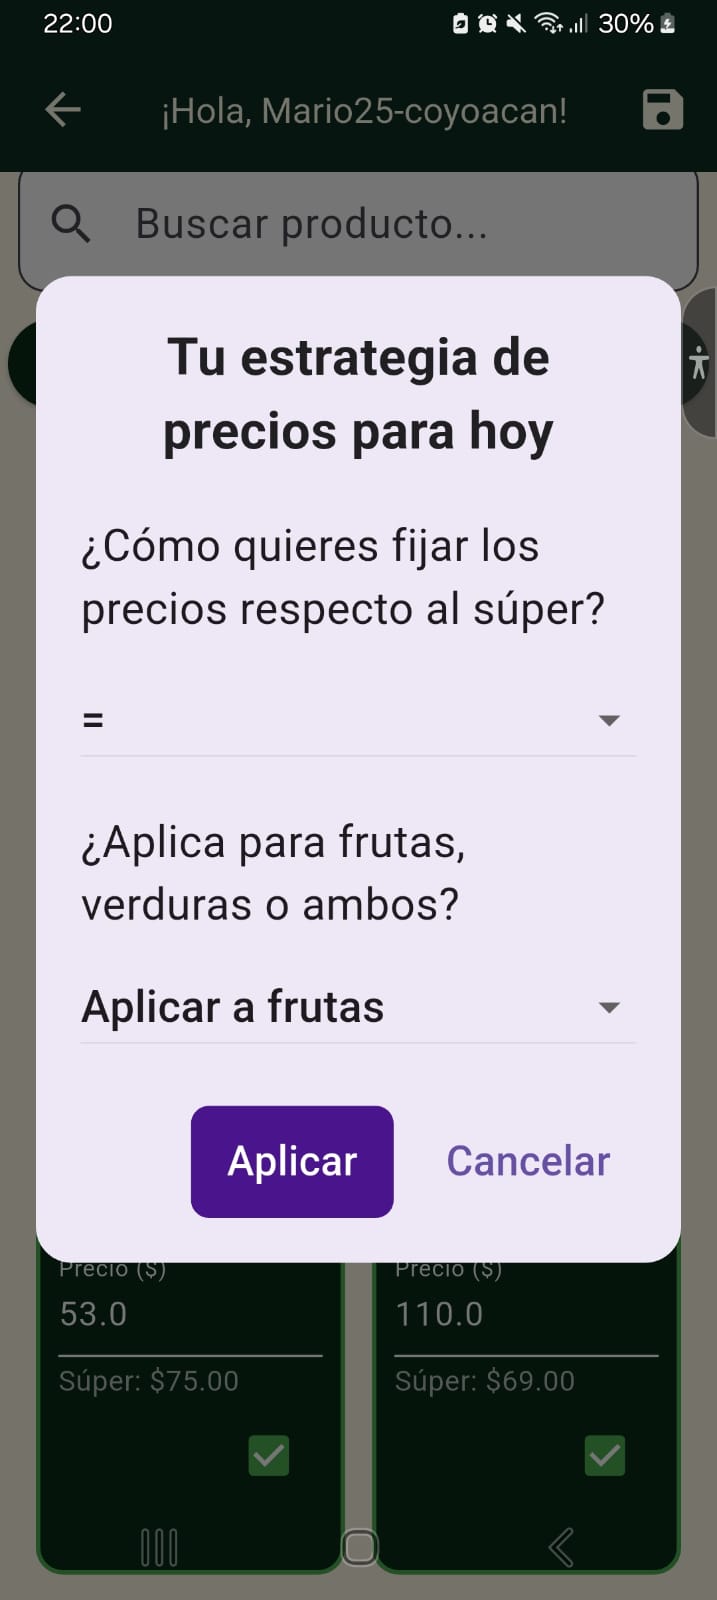 22:00
30%
¡Hola, Mario25-coyoacan!
Buscar producto...
Tu estrategia de
precios para hoy
¿Cómo quieres fijar los
precios respecto al súper?
=
¿Aplica para frutas,
verduras o ambos?
Aplicar a frutas
Aplicar
Cancelar
Precio ($)
53.0
Súper: $75.00
Precio ($)
110.0
Súper: $69.00